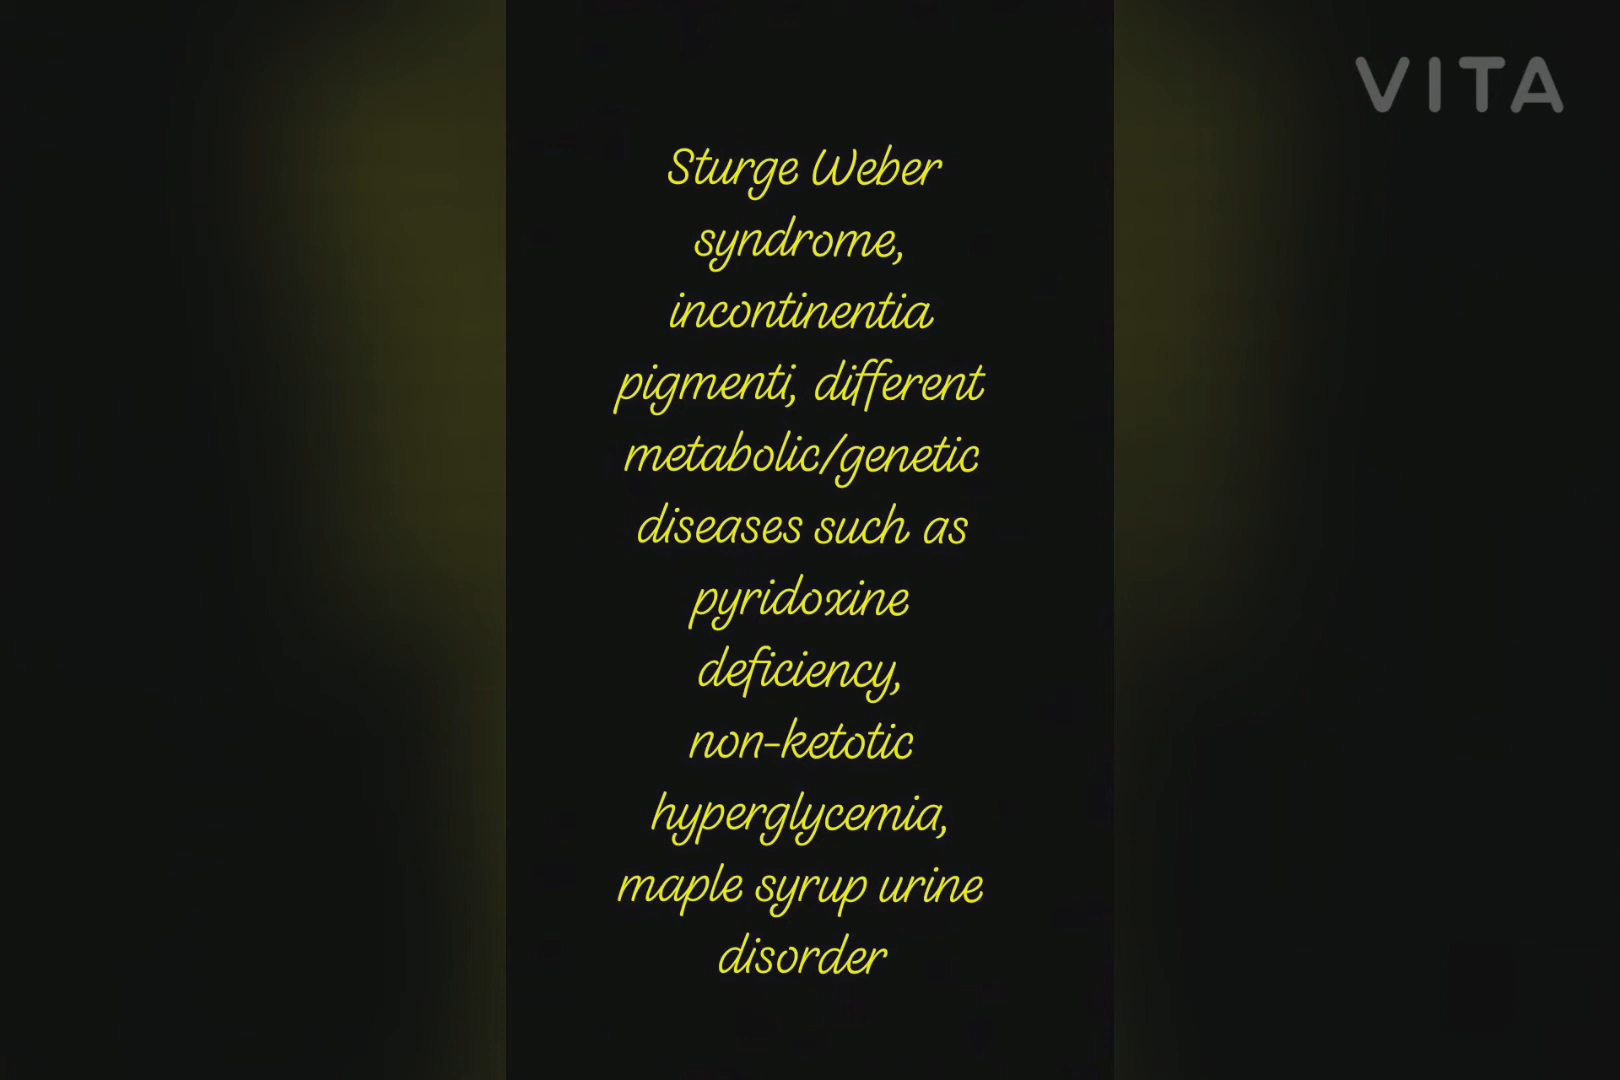 VITA
Sturge Weber
syndrome,
incontinentia
pigmenti, different
metabolic/genetic
diseases such as
pyridoxine
deficiency,
non-ketotic
hyperglycemia,
maple syrup urine
disorder